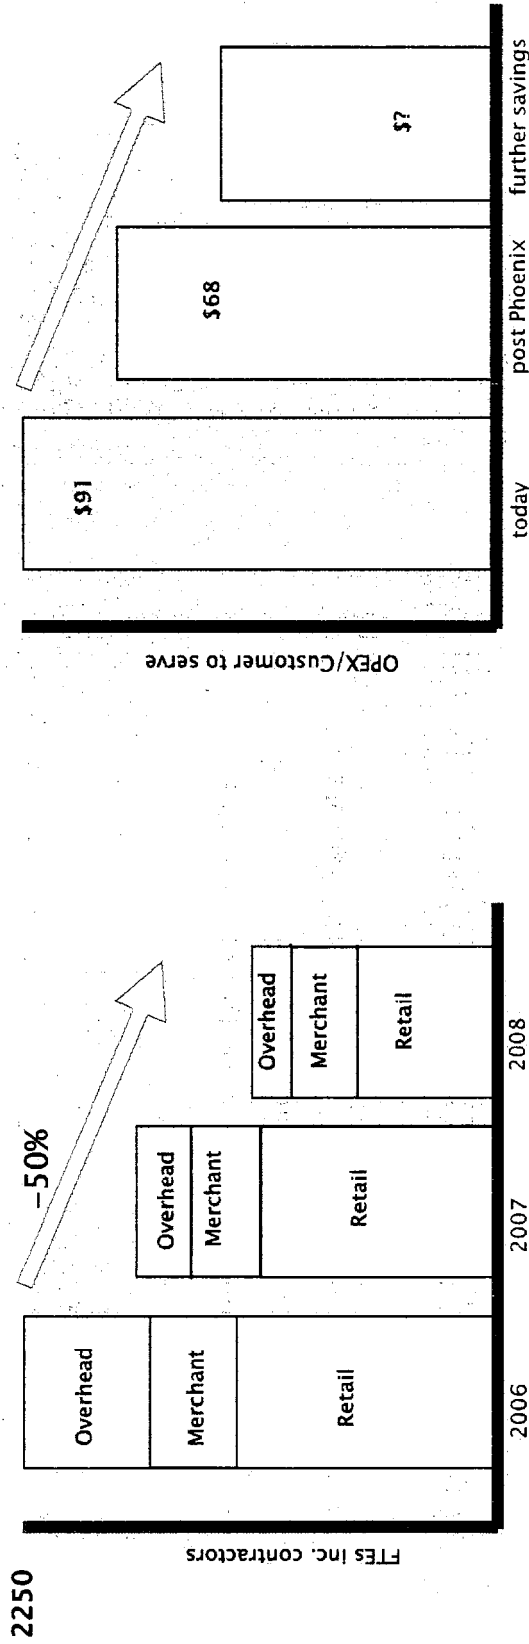 2250
FTEs inc. contractors
–50%
Overhead
Merchant
Retail
2006
Overhead
Merchant
Retail
2007
Overhead
Merchant
Retail
2008
OPEX/Customer to serve
$91
today
$68
post Phoenix
$?
further savings